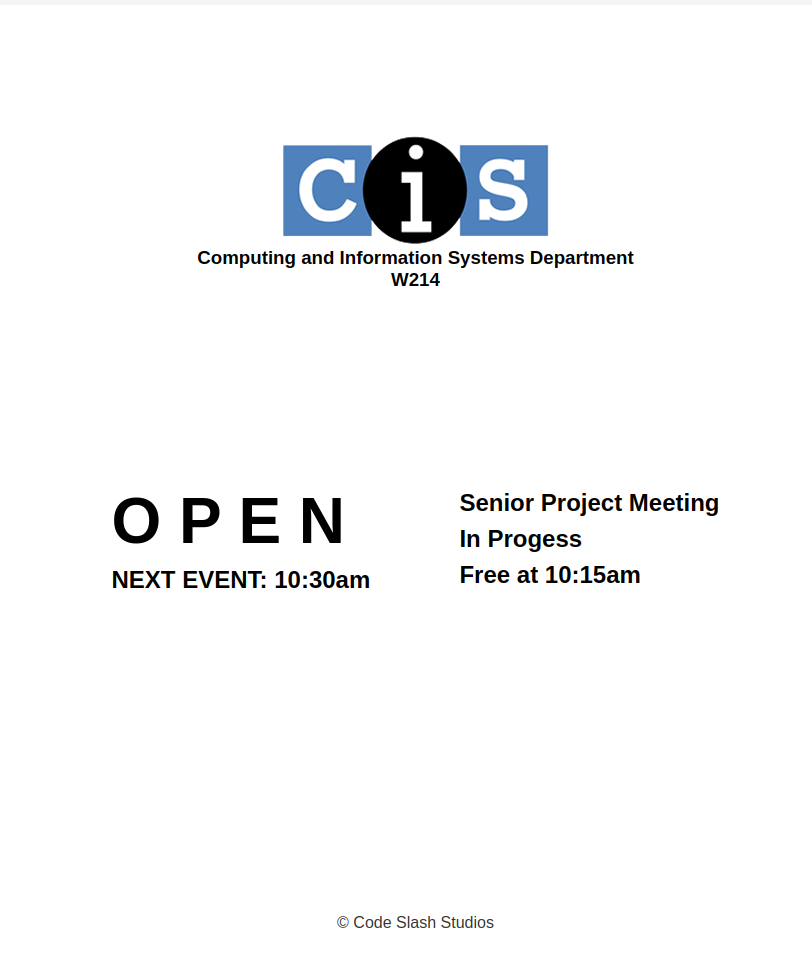 CiS
Computing and Information Systems Department
W214
O P E N
NEXT EVENT: 10:30am
Senior Project Meeting
In Progess
Free at 10:15am
© Code Slash Studios